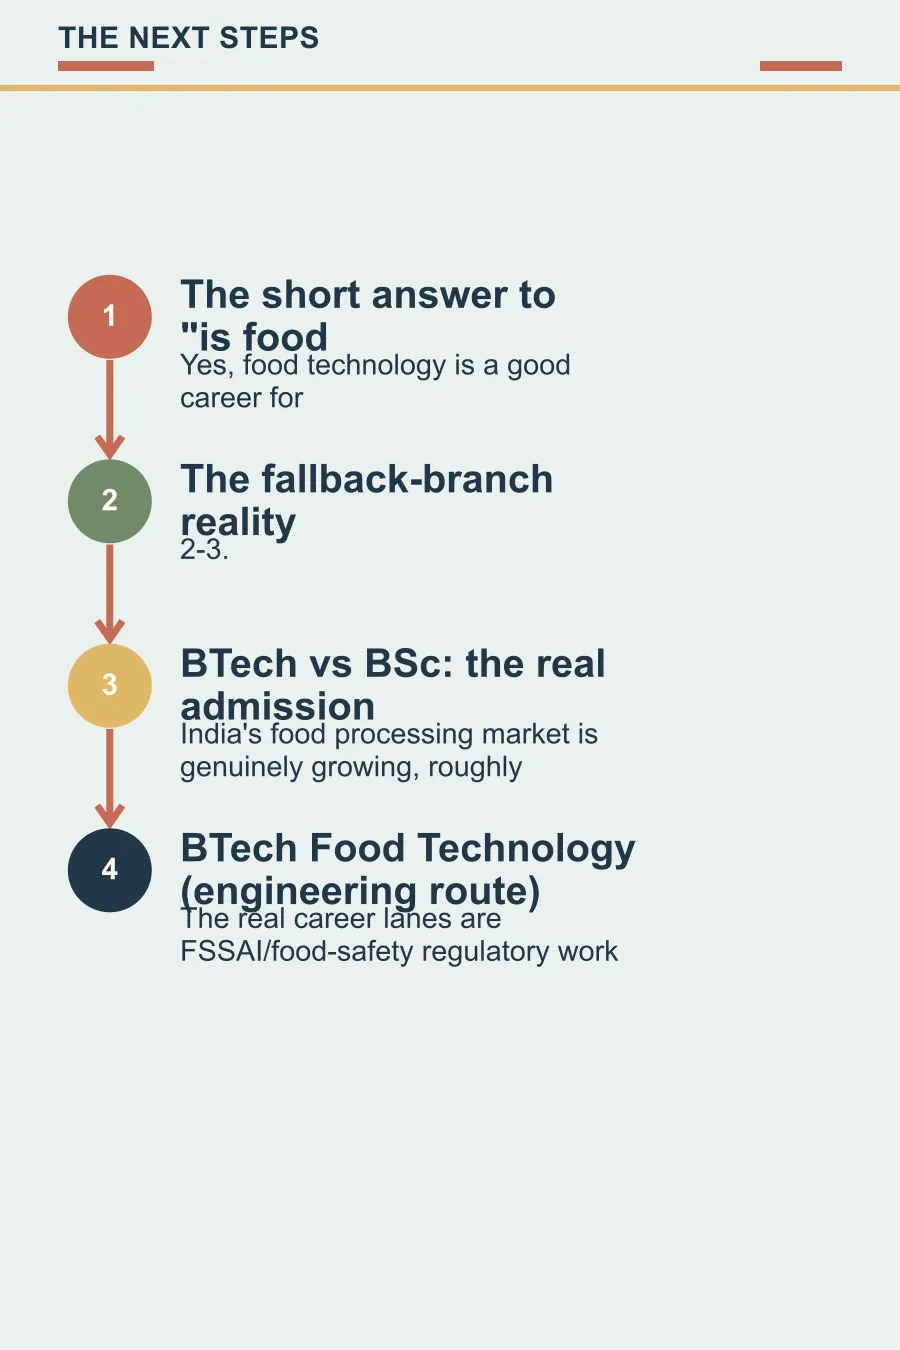 THE NEXT STEPS
1
The short answer to
"is food
Yes, food technology is a good
career for
2
The fallback-branch
reality
2-3.
3
BTech vs BSc: the real
admission
India's food processing market is
genuinely growing, roughly
4
BTech Food Technology
(engineering route)
The real career lanes are
FSSAI/food-safety regulatory work